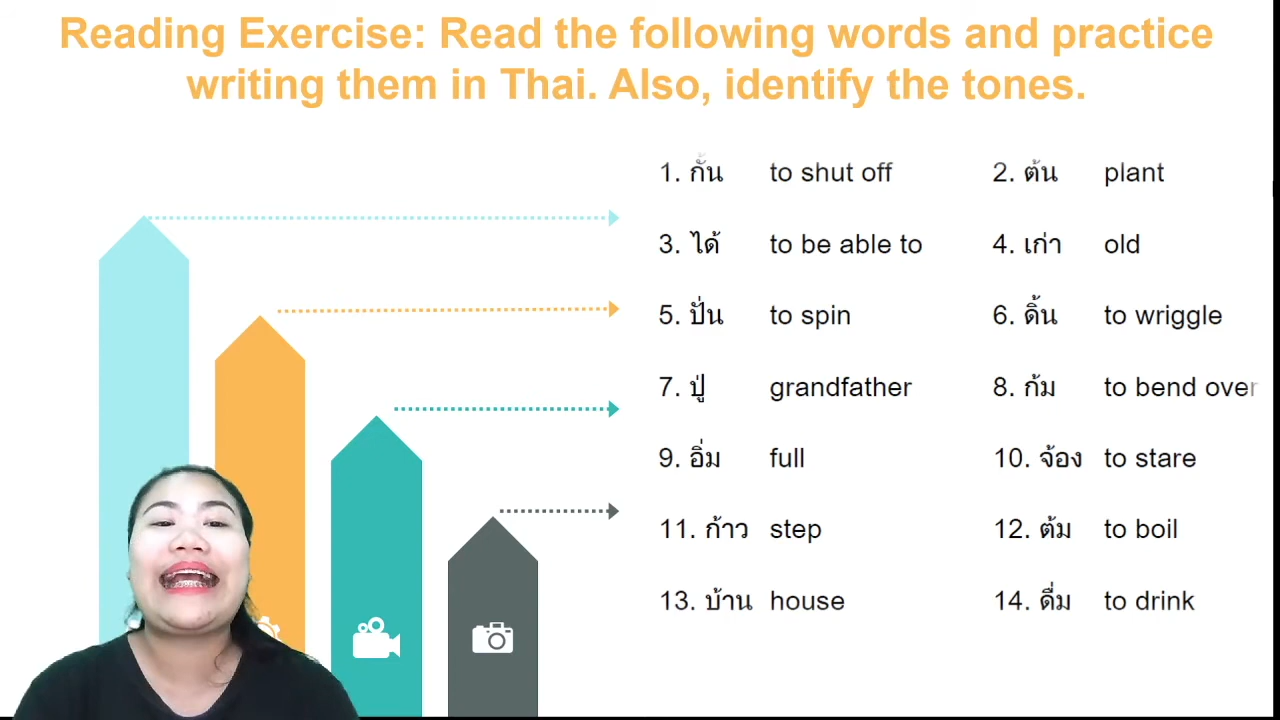 Reading Exercise: Read the following words and practice
writing them in Thai. Also, identify the tones.
1. กั้น to shut off 2. ต้น plant
3. ได้ to be able to 4. เก่า old
5. ปั่น to spin 6. ดิ้น to wriggle
7. ปู่ grandfather 8. ก้ม to bend over
9. อิ่ม full 10. จ้อง to stare
11. ก้าว step 12. ต้ม to boil
13. บ้าน house 14. ดื่ม to drink